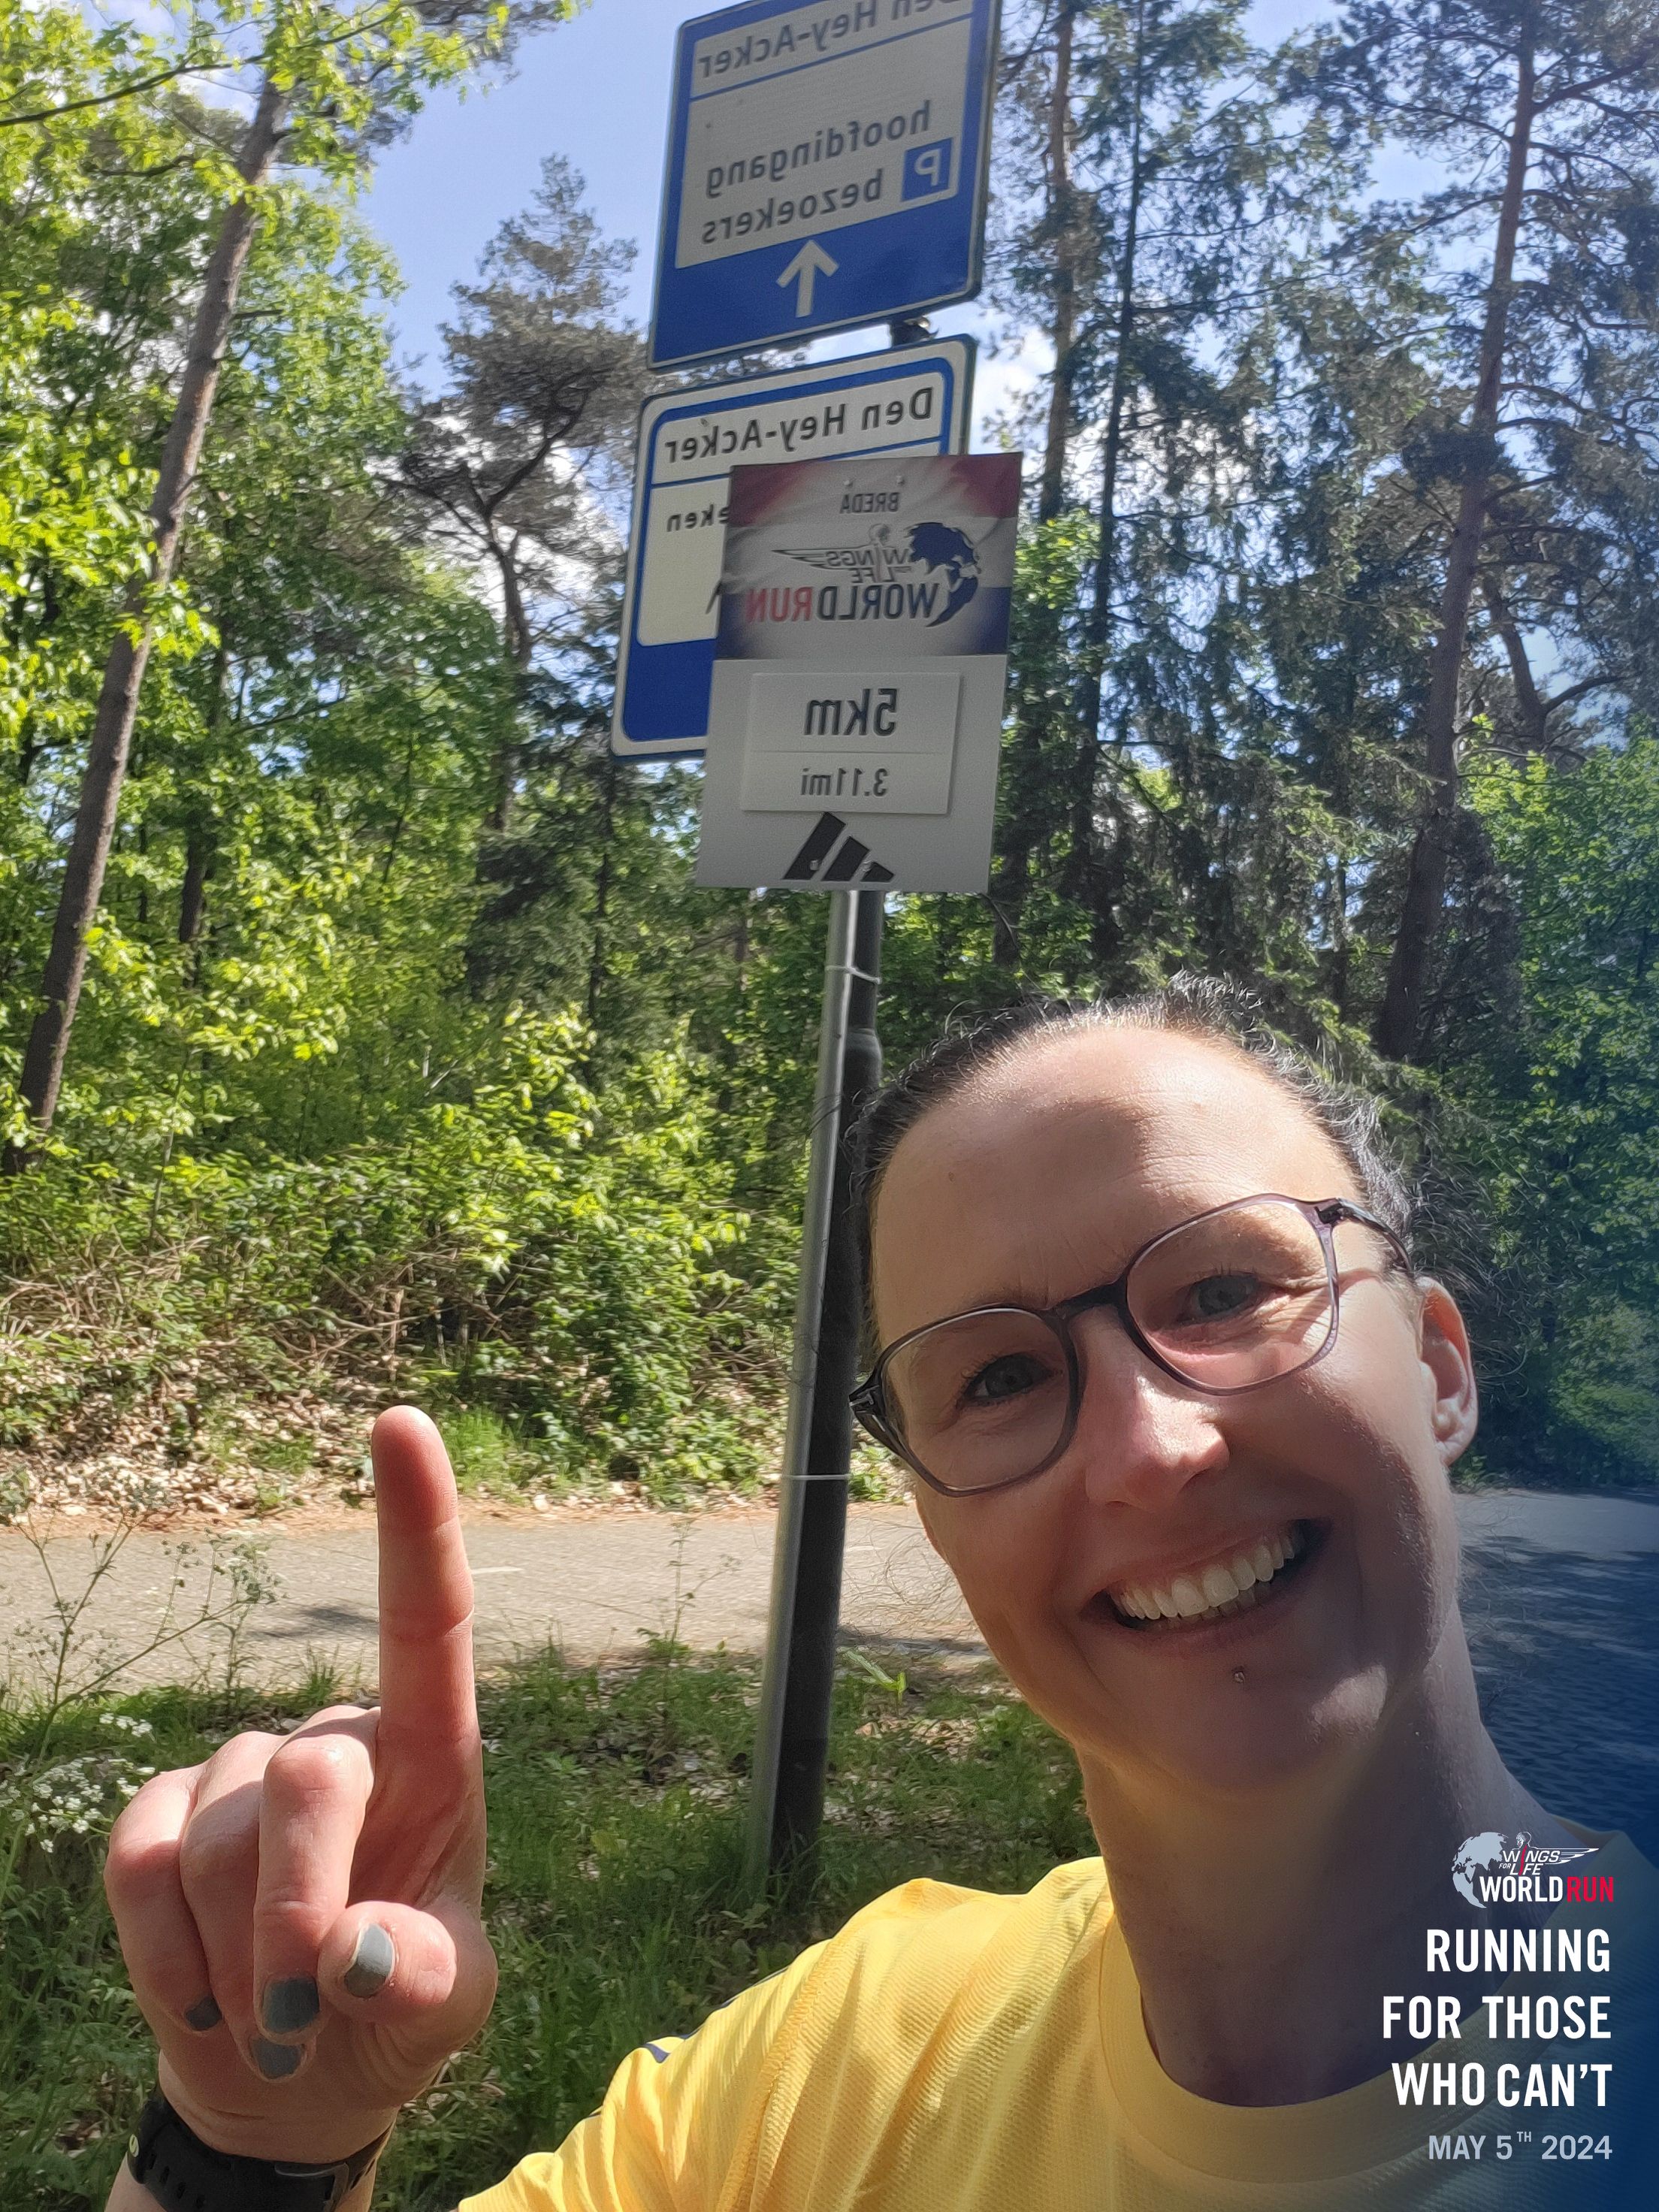 Den Hey-Acker
hoofdingang
P bezoekers
Den Hey-Acker
eken
BREDA
WINGS
FOR LIFE
WORLD RUN
5km
3.11mi
WINGS
FOR LIFE
WORLD RUN
RUNNING
FOR THOSE
WHO CAN'T
MAY 5TH 2024